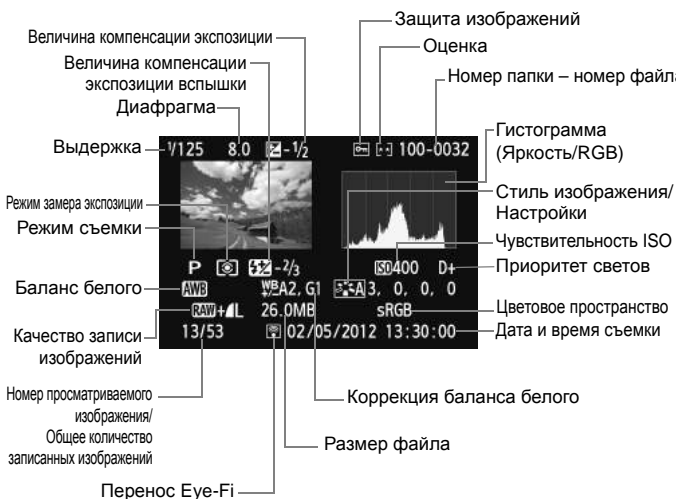 Величина компенсации экспозиции
Величина компенсации
экспозиции вспышки
Диафрагма
Выдержка
Режим замера экспозиции
Режим съемки
Баланс белого
Качество записи
изображений
Номер просматриваемого
изображения/
Общее количество
записанных изображений
Перенос Eye-Fi
Защита изображений
Оценка
Номер папки – номер файла
Гистограмма
(Яркость/RGB)
Стиль изображения/
Настройки
Чувствительность ISO
Приоритет светов
Цветовое пространство
Дата и время съемки
Коррекция баланса белого
Размер файла
1/125 8.0 -1/2 100-0032
P -2/3 ISO400 D+
AWB WB+/-A2, G1 A3, 0, 0, 0
RAW+L 26.0MB sRGB
13/53 02/05/2012 13:30:00